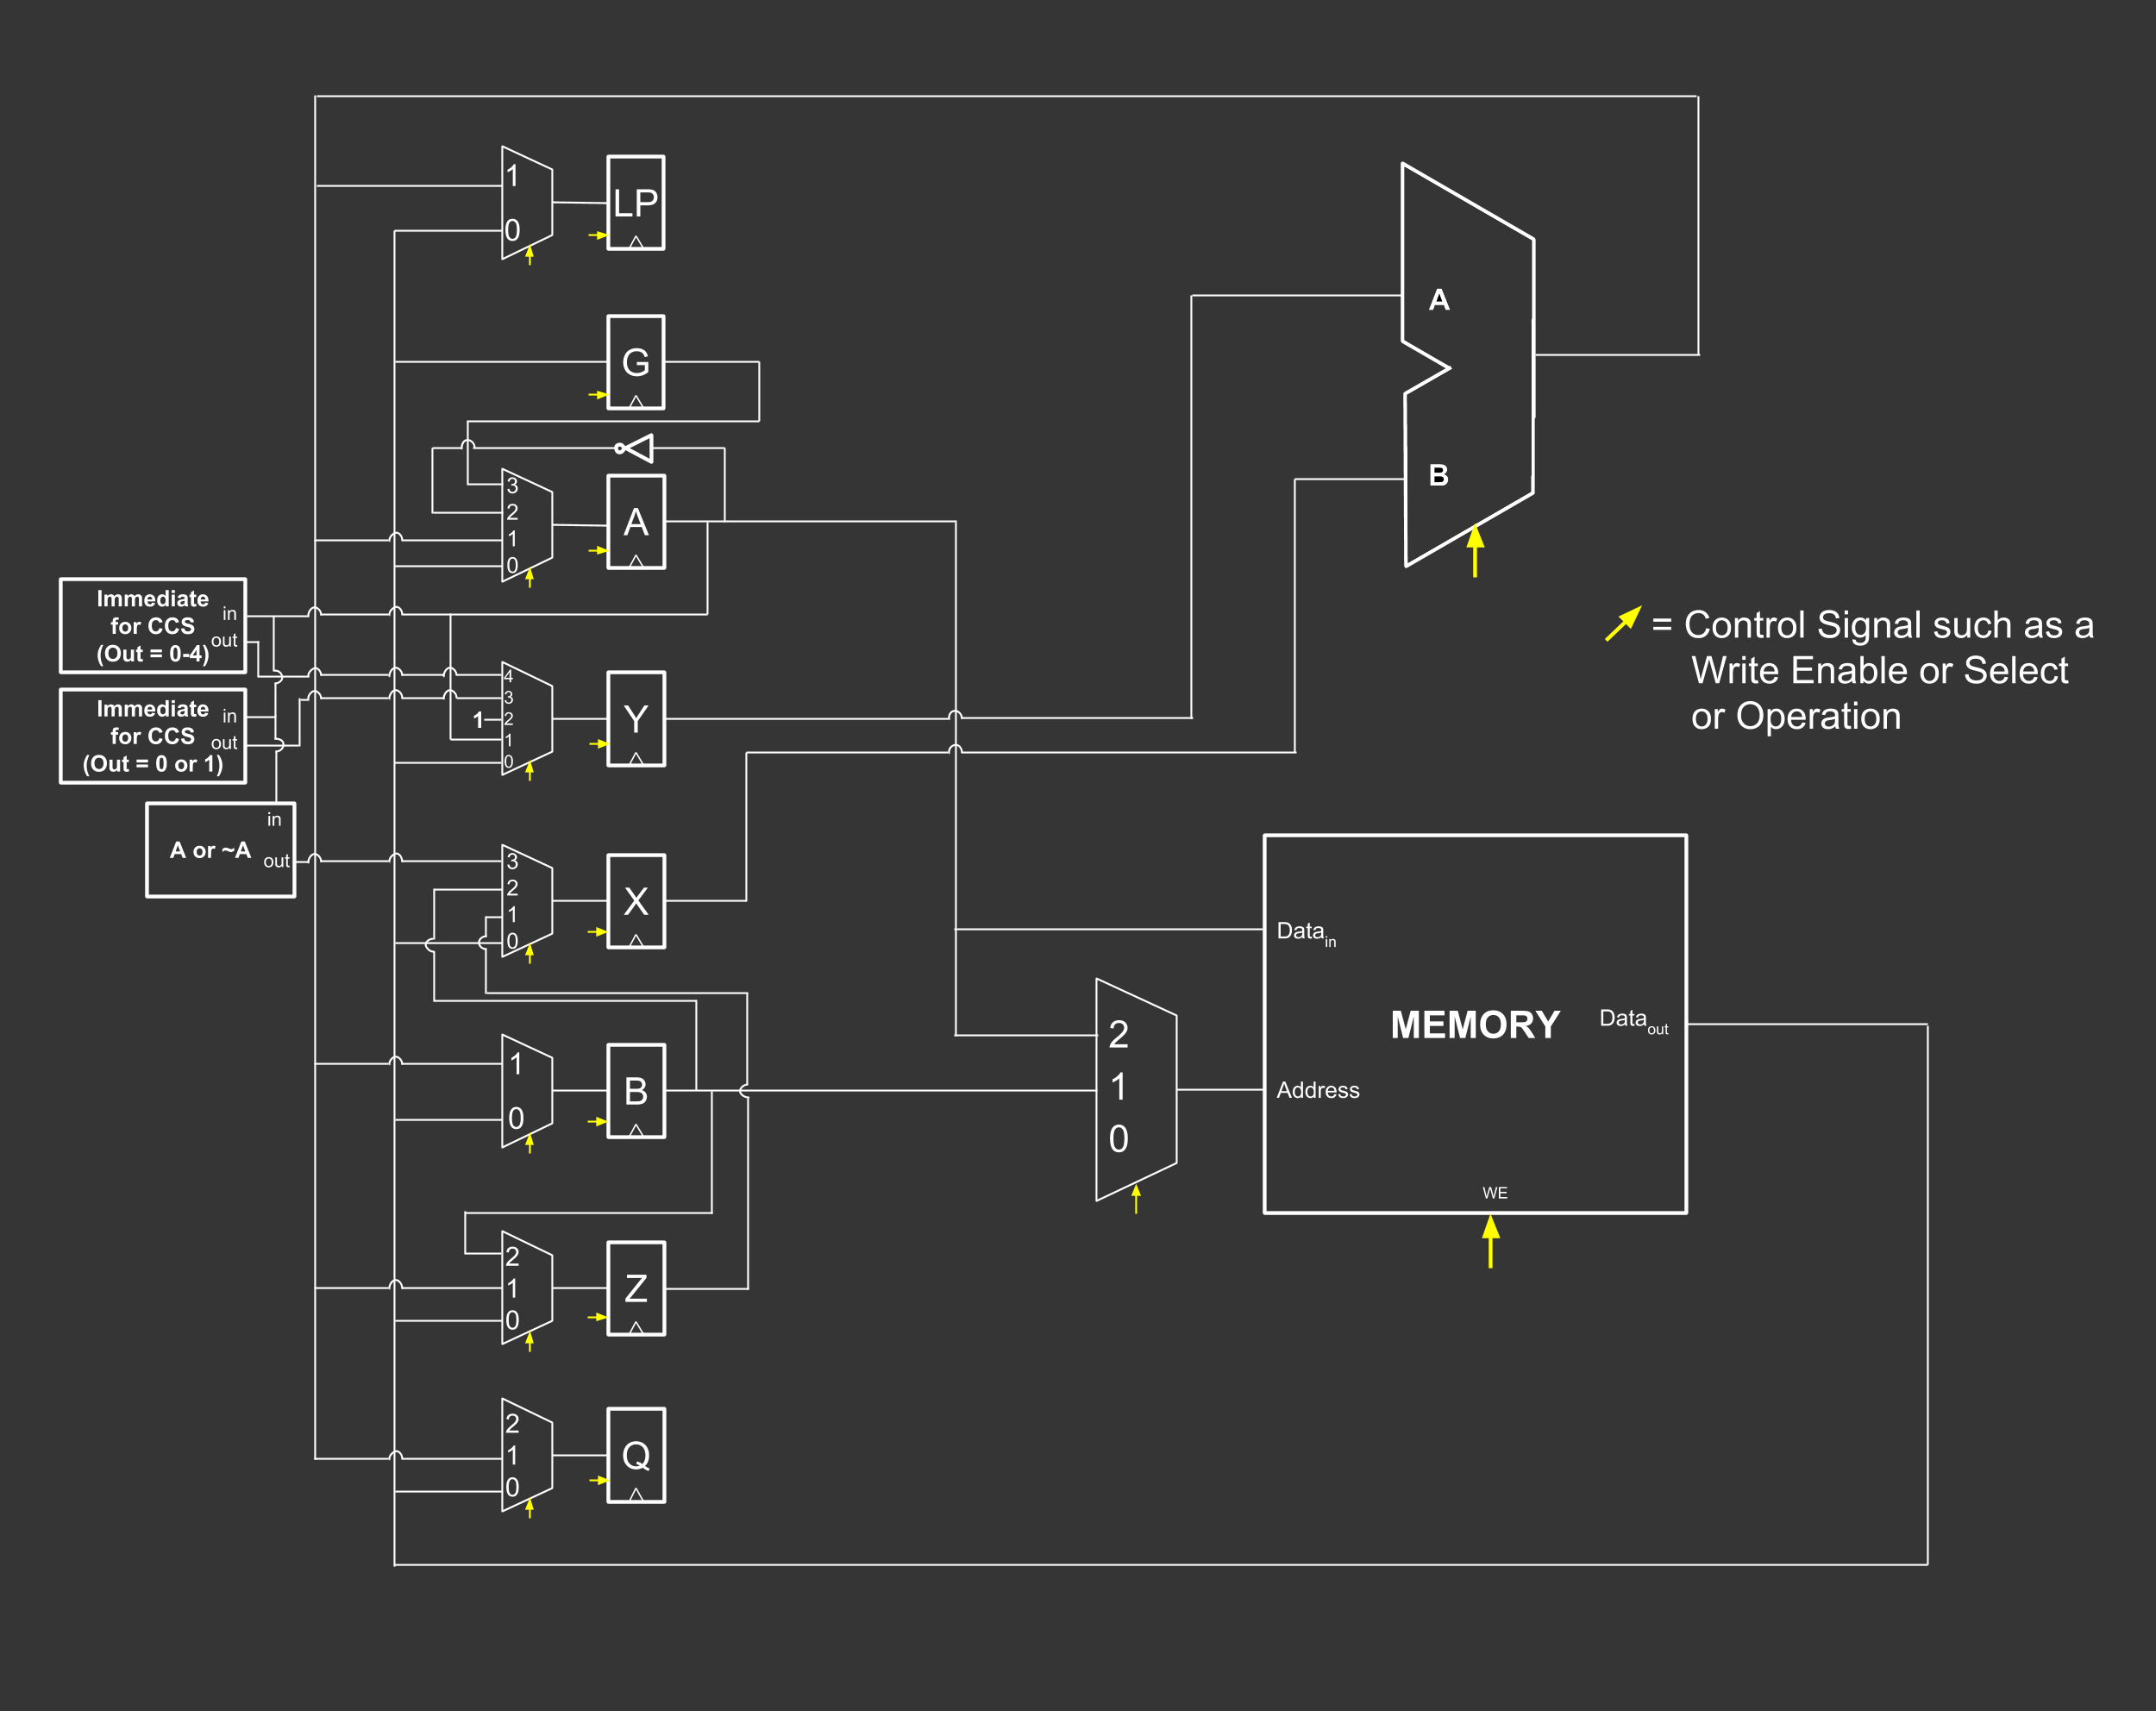 1
0
LP
G
3
2
1
0
A
Immediate
for CCS
(Out = 0-4)
in
out
Immediate
for CCS
(Out = 0 or 1)
in
out
A or ~A
in
out
4
3
1
2
1
0
Y
3
2
1
0
X
1
0
B
2
1
0
Z
2
1
0
Q
A
B
= Control Signal suchc as a
Write Enable or Select
or Operation
2
1
0
Data in
MEMORY
Data out
Address
WE